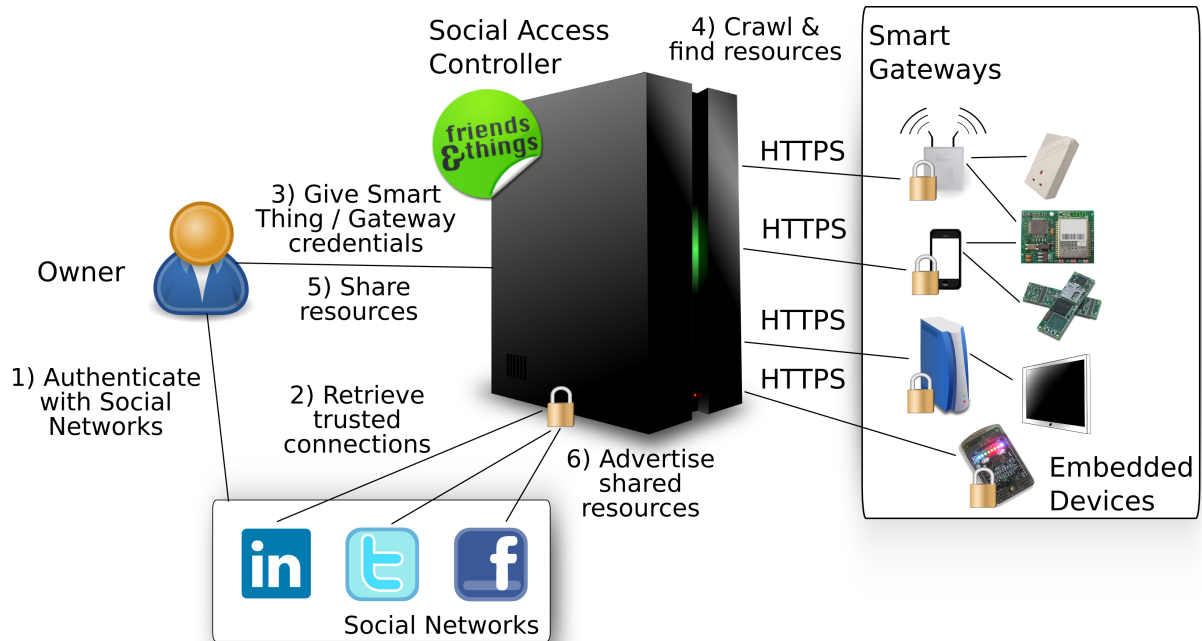 Social Access
Controller
4) Crawl &
find resources
Smart
Gateways
friends
&things
HTTPS
3) Give Smart
Thing / Gateway
credentials
HTTPS
Owner
5) Share
resources
HTTPS
1) Authenticate
with Social
Networks
2) Retrieve
trusted
connections
HTTPS
6) Advertise
shared
resources
Embedded
Devices
in
t
f
Social Networks